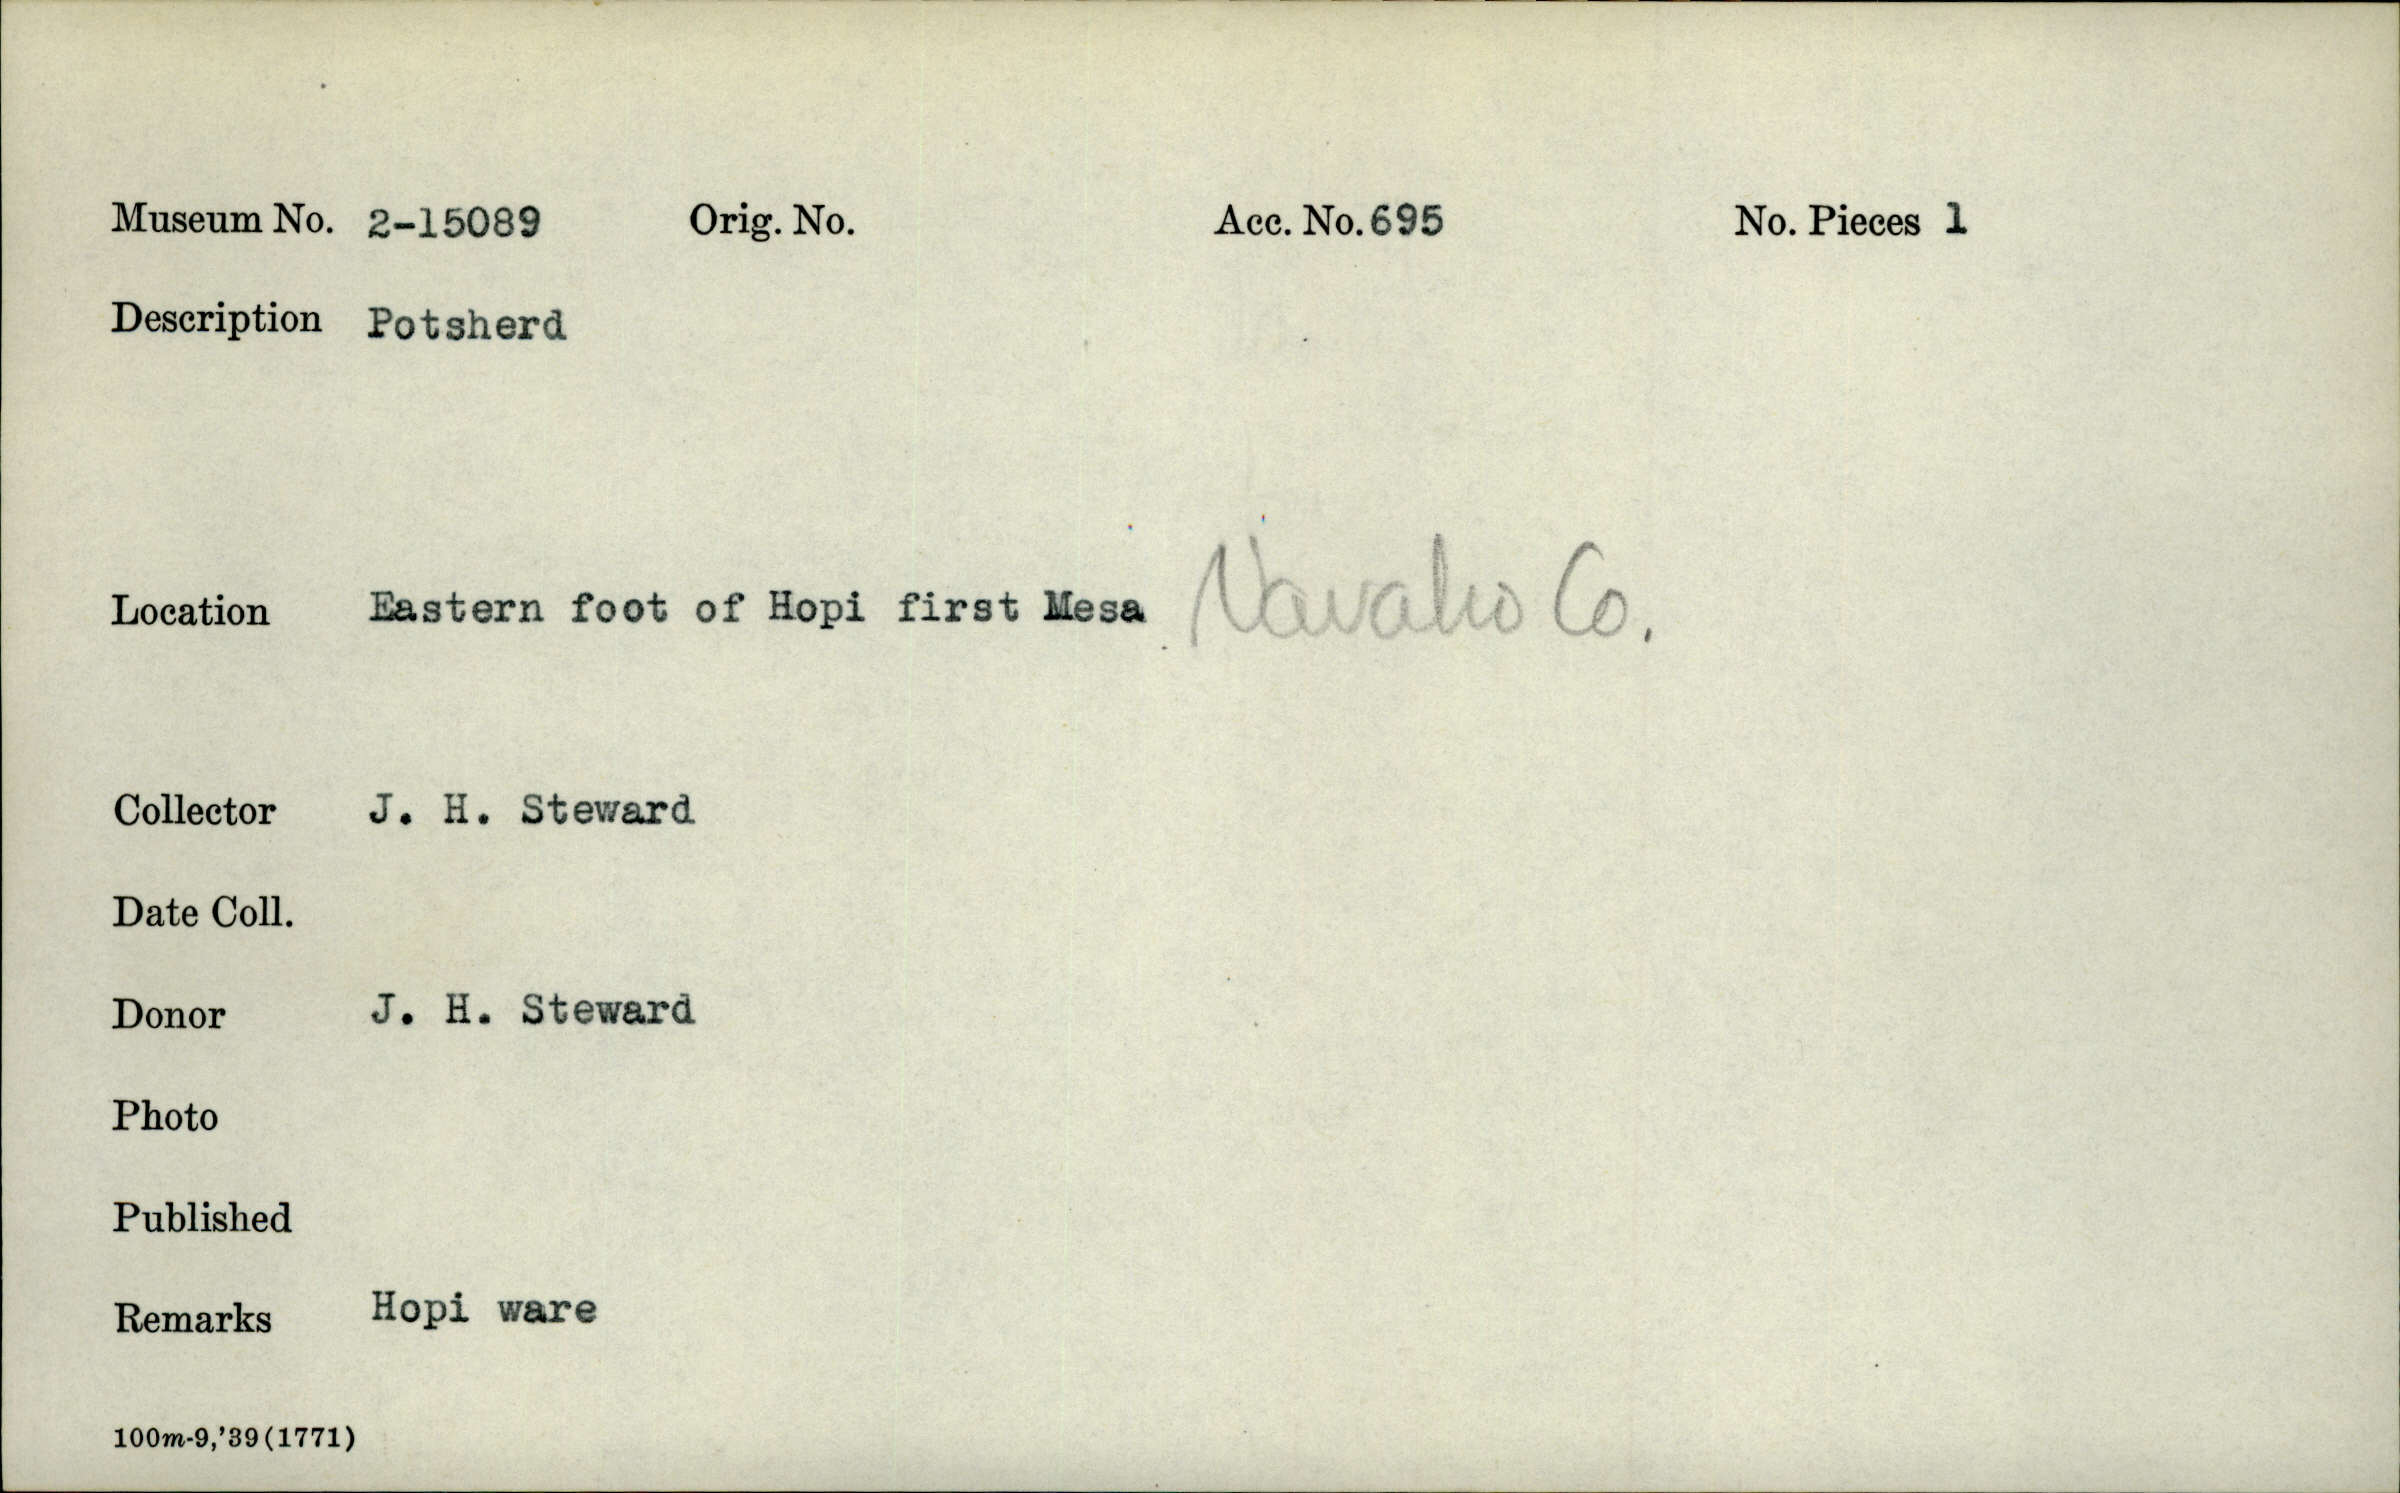 Museum No. 2-15089 Orig. No. Acc. No. 695 No. Pieces 1
Description Potsherd
Location Eastern foot of Hopi first Mesa Navaho Co.
Collector J. H. Steward
Date Coll.
Donor J. H. Steward
Photo
Published
Remarks Hopi ware
100m-9,'39(1771)